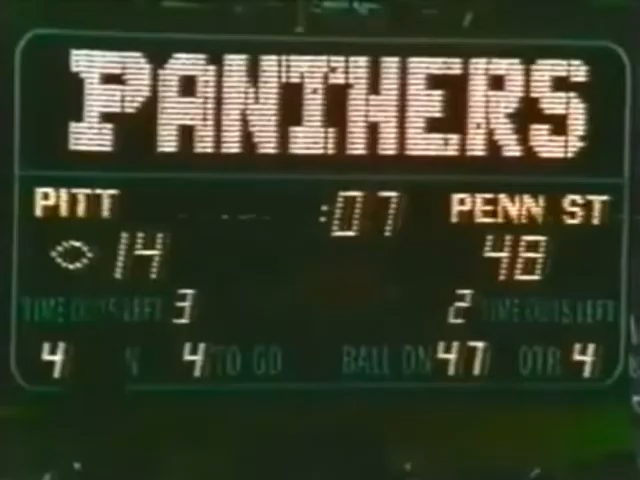 PANTHERS
PITT :07 PENN ST
14 48
TIME OUTS LEFT 3 2 TIME OUTS LEFT
4 N 4 TO GO BALL ON 47 QTR 4